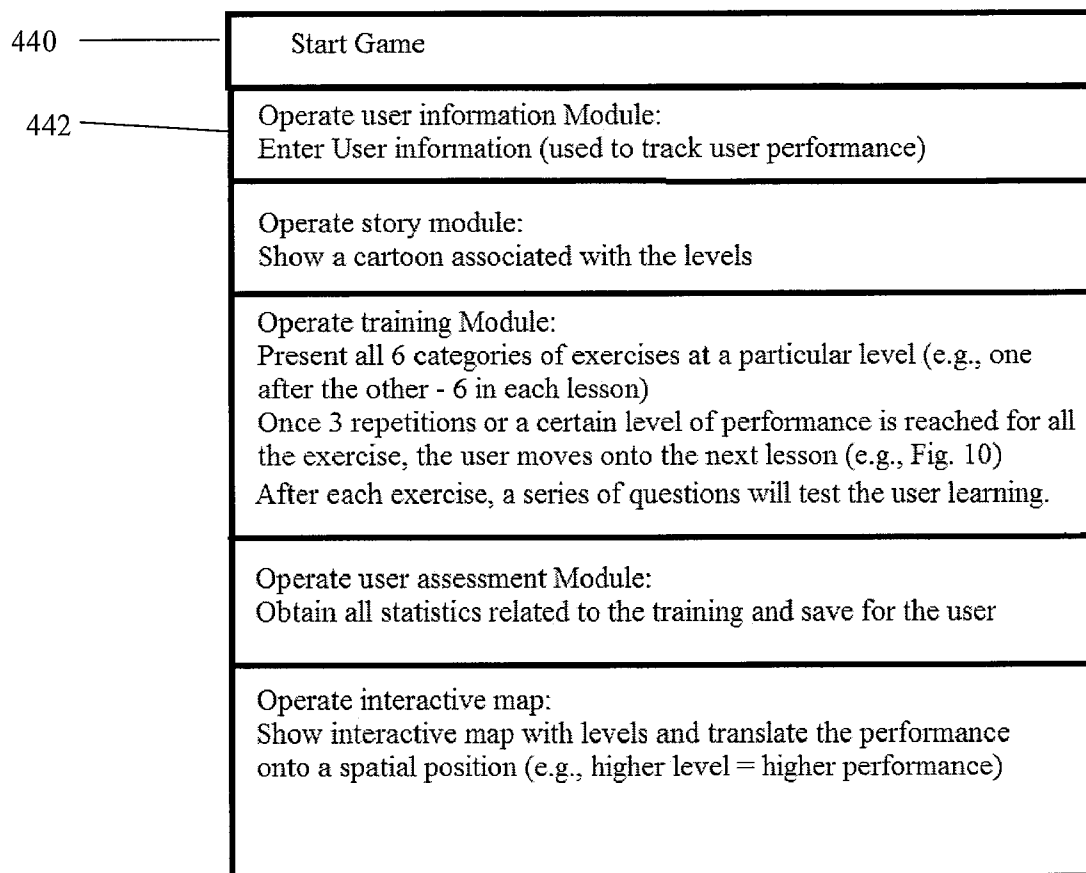 440 Start Game
442 Operate user information Module:
Enter User information (used to track user performance)
Operate story module:
Show a cartoon associated with the levels
Operate training Module:
Present all 6 categories of exercises at a particular level (e.g., one
after the other - 6 in each lesson)
Once 3 repetitions or a certain level of performance is reached for all
the exercise, the user moves onto the next lesson (e.g., Fig. 10)
After each exercise, a series of questions will test the user learning.
Operate user assessment Module:
Obtain all statistics related to the training and save for the user
Operate interactive map:
Show interactive map with levels and translate the performance
onto a spatial position (e.g., higher level = higher performance)